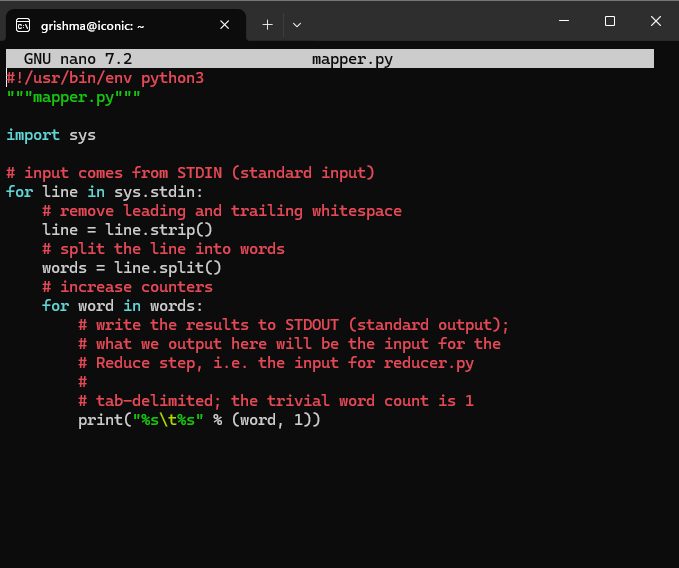 grishma@iconic: ~
GNU nano 7.2 mapper.py
#!/usr/bin/env python3
"""mapper.py"""

import sys

# input comes from STDIN (standard input)
for line in sys.stdin:
    # remove leading and trailing whitespace
    line = line.strip()
    # split the line into words
    words = line.split()
    # increase counters
    for word in words:
        # write the results to STDOUT (standard output);
        # what we output here will be the input for the
        # Reduce step, i.e. the input for reducer.py
        #
        # tab-delimited; the trivial word count is 1
        print("%s\t%s" % (word, 1))